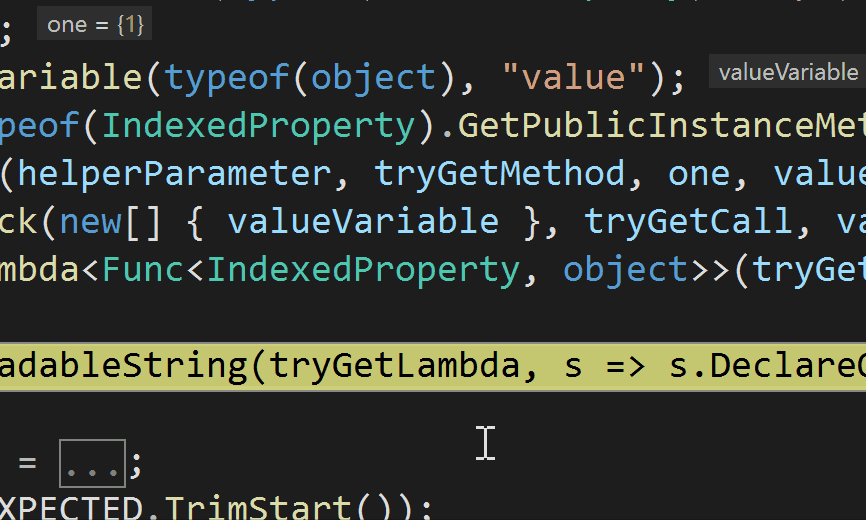 ; one = {1}
ariable(typeof(object), "value"); valueVariable
peof(IndexedProperty).GetPublicInstanceMet
(helperParameter, tryGetMethod, one, value
ck(new[] { valueVariable }, tryGetCall, va
mbda<Func<IndexedProperty, object>>(tryGet
adableString(tryGetLambda, s => s.Declare
= ...;
XPECTED.TrimStart());